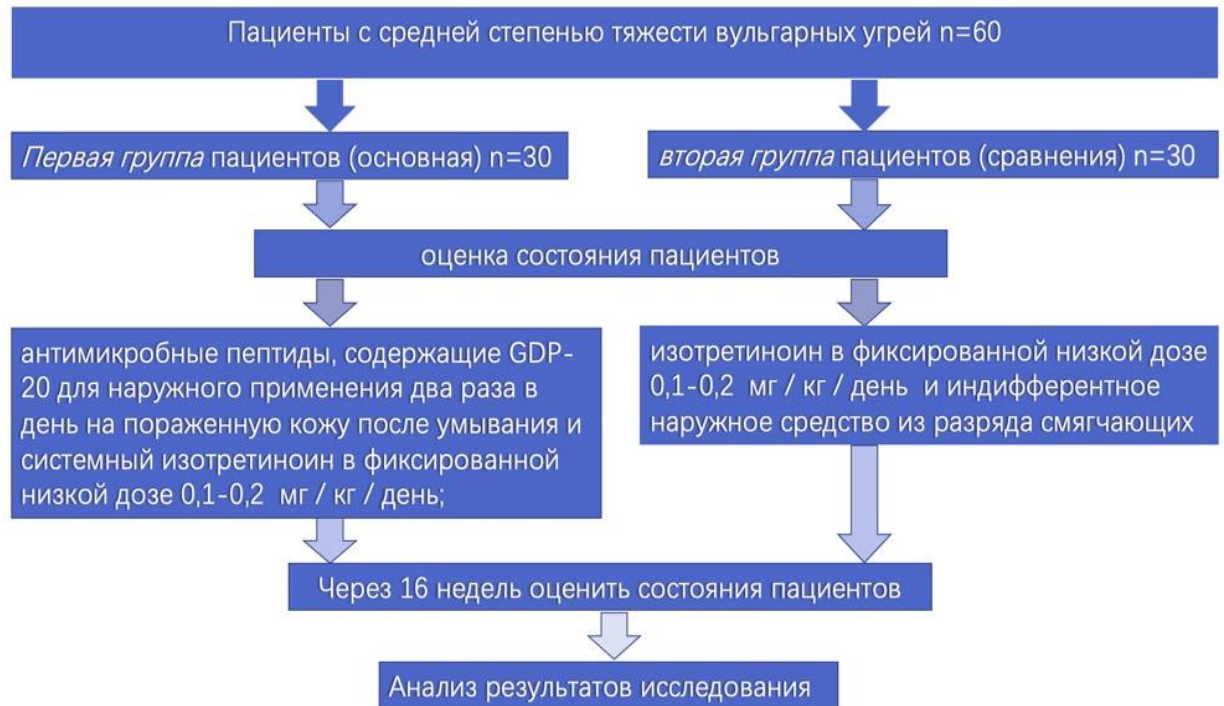 Пациенты с средней степенью тяжести вульгарных угрей n=60
Первая группа пациентов (основная) n=30
вторая группа пациентов (сравнения) n=30
оценка состояния пациентов
антимикробные пептиды, содержащие GDP-
20 для наружного применения два раза в
день на пораженную кожу после умывания и
системный изотретиноин в фиксированной
низкой дозе 0,1-0,2 мг / кг / день;
изотретиноин в фиксированной низкой дозе
0,1-0,2 мг / кг / день и индифферентное
наружное средство из разряда смягчающих
Через 16 недель оценить состояния пациентов
Анализ результатов исследования